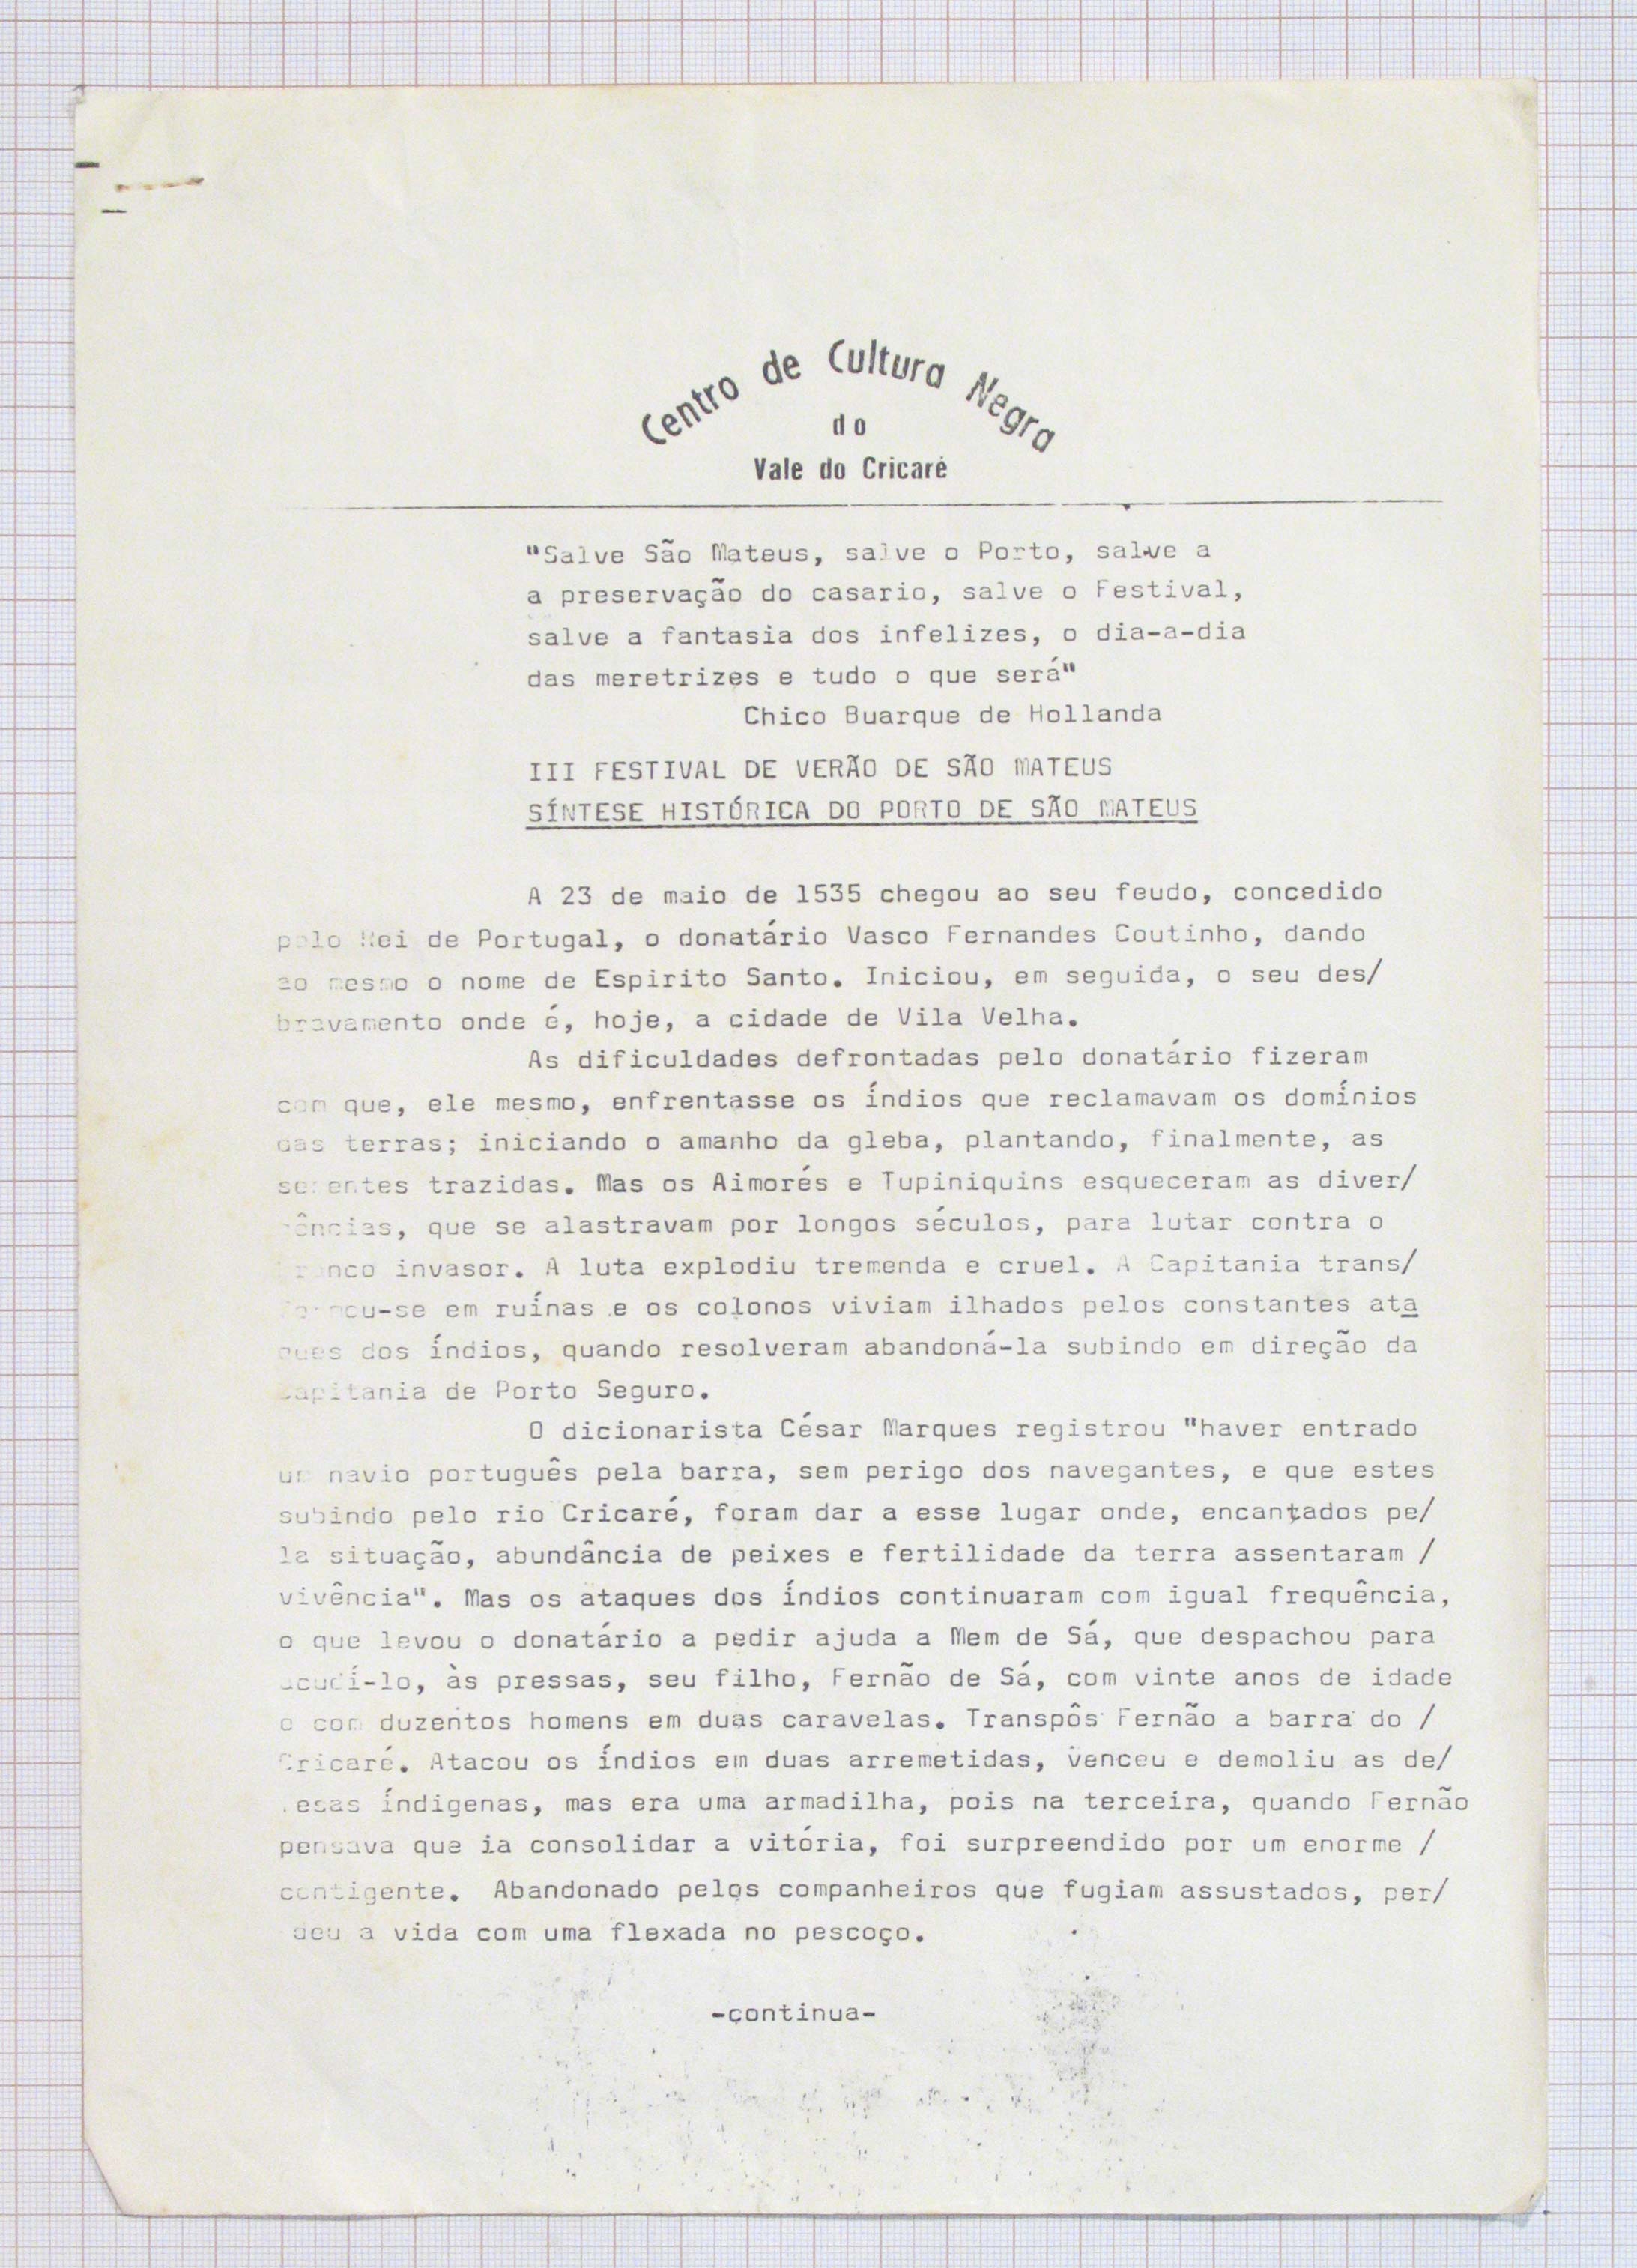 Centro de Cultura Negra
do
Vale do Cricaré
"Salve São Mateus, salve o Porto, salve a
a preservação do casario, salve o Festival,
salve a fantasia dos infelizes, o dia-a-dia
das meretrizes e tudo o que será"
Chico Buarque de Hollanda
III FESTIVAL DE VERÃO DE SÃO MATEUS
SÍNTESE HISTÓRICA DO PORTO DE SÃO MATEUS
A 23 de maio de 1535 chegou ao seu feudo, concedido
pelo Rei de Portugal, o donatário Vasco Fernandes Coutinho, dando
ao mesmo o nome de Espirito Santo. Iniciou, em seguida, o seu des/
bravamento onde é, hoje, a cidade de Vila Velha.
As dificuldades defrontadas pelo donatário fizeram
com que, ele mesmo, enfrentasse os índios que reclamavam os domínios
das terras; iniciando o amanho da gleba, plantando, finalmente, as
sementes trazidas. Mas os Aimorés e Tupiniquins esqueceram as diver/
ências, que se alastravam por longos séculos, para lutar contra o
branco invasor. A luta explodiu tremenda e cruel. A Capitania trans/
formou-se em ruínas e os colonos viviam ilhados pelos constantes ata
ques dos índios, quando resolveram abandoná-la subindo em direção da
Capitania de Porto Seguro.
O dicionarista César Marques registrou "haver entrado
um navio português pela barra, sem perigo dos navegantes, e que estes
subindo pelo rio Cricaré, foram dar a esse lugar onde, encantados pe/
la situação, abundância de peixes e fertilidade da terra assentaram /
vivência". Mas os ataques dos índios continuaram com igual frequência,
o que levou o donatário a pedir ajuda a Mem de Sá, que despachou para
acudí-lo, às pressas, seu filho, Fernão de Sá, com vinte anos de idade
e com duzentos homens em duas caravelas. Transpôs Fernão a barra do /
Cricaré. Atacou os índios em duas arremetidas, venceu e demoliu as de/
fesas índigenas, mas era uma armadilha, pois na terceira, quando Fernão
pensava que ia consolidar a vitória, foi surpreendido por um enorme /
contigente. Abandonado pelos companheiros que fugiam assustados, per/
deu a vida com uma flexada no pescoço.
-continua-